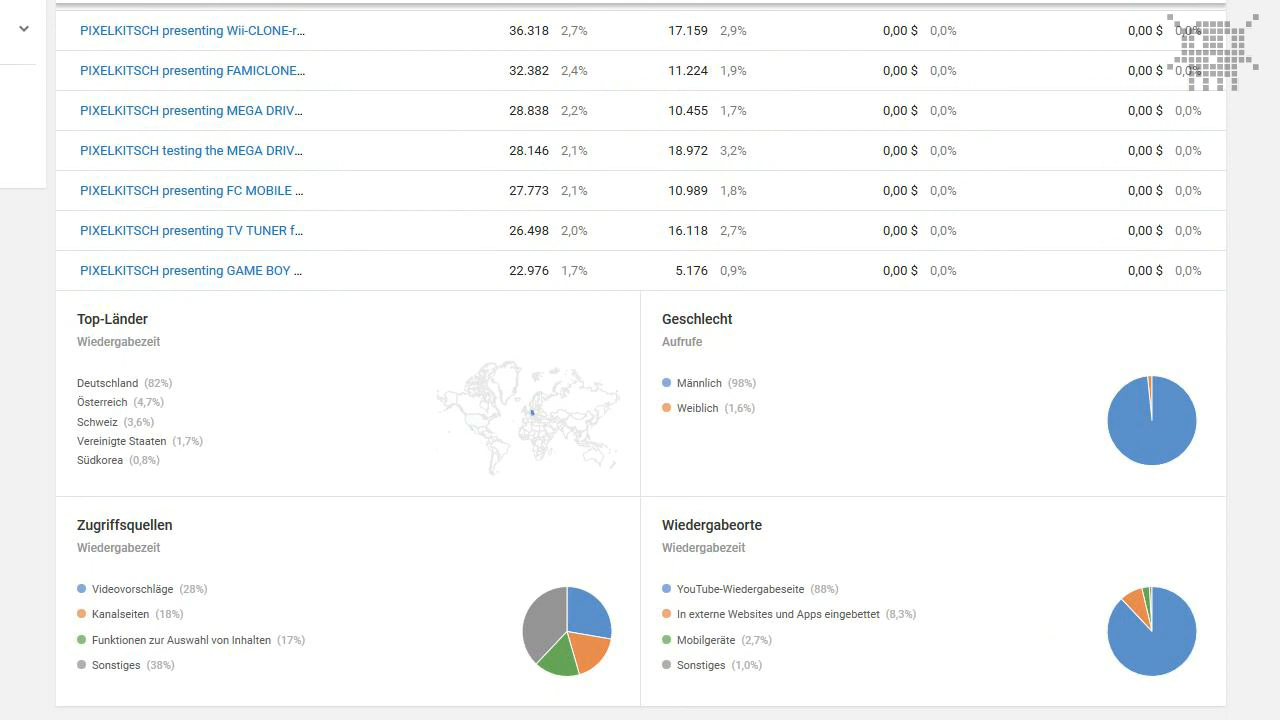 PIXELKITSCH presenting Wii-CLONE-r... 36.318 2,7% 17.159 2,9% 0,00 $ 0,0% 0,00 $ 0,0%
PIXELKITSCH presenting FAMICLONE... 32.382 2,4% 11.224 1,9% 0,00 $ 0,0% 0,00 $ 0,0%
PIXELKITSCH presenting MEGA DRIV... 28.838 2,2% 10.455 1,7% 0,00 $ 0,0% 0,00 $ 0,0%
PIXELKITSCH testing the MEGA DRIV... 28.146 2,1% 18.972 3,2% 0,00 $ 0,0% 0,00 $ 0,0%
PIXELKITSCH presenting FC MOBILE ... 27.773 2,1% 10.989 1,8% 0,00 $ 0,0% 0,00 $ 0,0%
PIXELKITSCH presenting TV TUNER f... 26.498 2,0% 16.118 2,7% 0,00 $ 0,0% 0,00 $ 0,0%
PIXELKITSCH presenting GAME BOY ... 22.976 1,7% 5.176 0,9% 0,00 $ 0,0% 0,00 $ 0,0%
Top-Länder
Wiedergabezeit
Deutschland (82%)
Österreich (4,7%)
Schweiz (3,6%)
Vereinigte Staaten (1,7%)
Südkorea (0,8%)
Geschlecht
Aufrufe
Männlich (98%)
Weiblich (1,6%)
Zugriffsquellen
Wiedergabezeit
Videovorschläge (28%)
Kanalseiten (18%)
Funktionen zur Auswahl von Inhalten (17%)
Sonstiges (38%)
Wiedergabeorte
Wiedergabezeit
YouTube-Wiedergabeseite (88%)
In externe Websites und Apps eingebettet (8,3%)
Mobilgeräte (2,7%)
Sonstiges (1,0%)